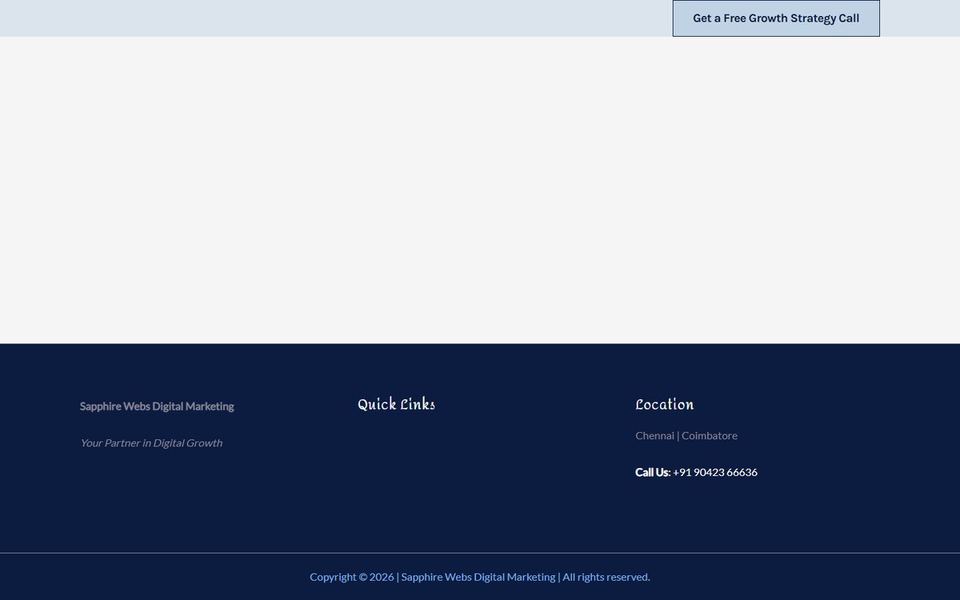 Get a Free Growth Strategy Call
Sapphire Webs Digital Marketing
Your Partner in Digital Growth
Quick Links
Location
Chennai | Coimbatore
Call Us: +91 90423 66636
Copyright © 2026 | Sapphire Webs Digital Marketing | All rights reserved.